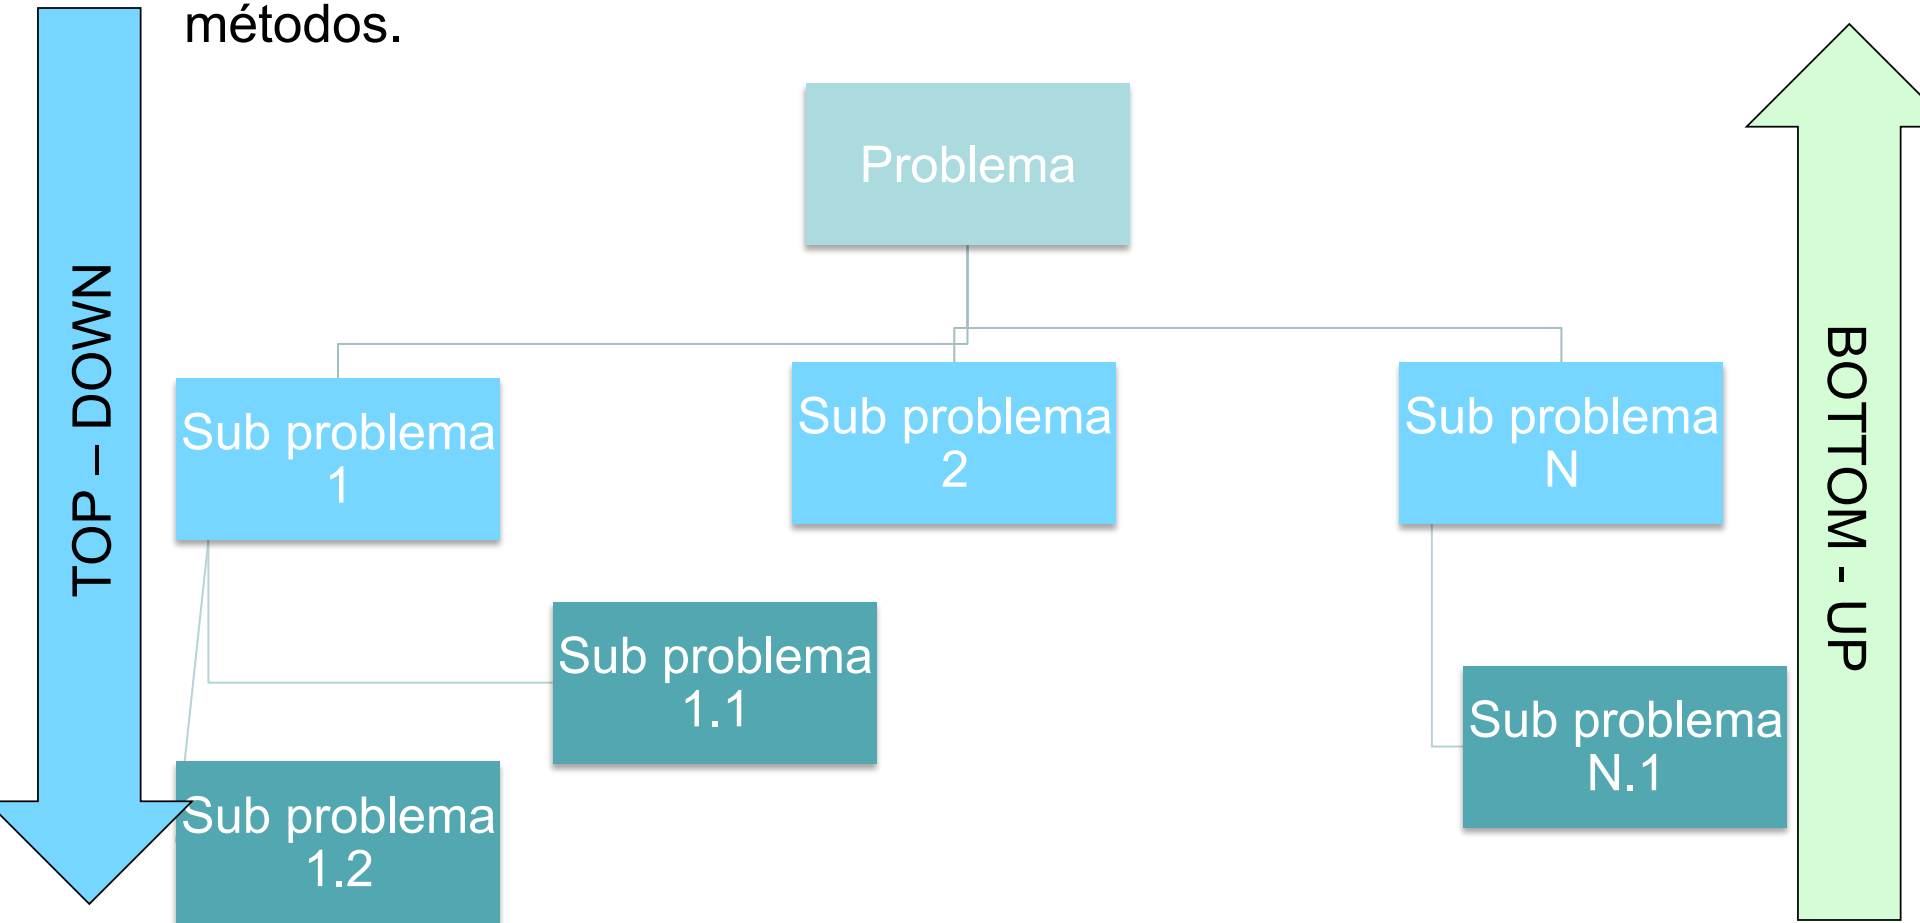 métodos.
Problema
TOP – DOWN
Sub problema
1
Sub problema
2
Sub problema
N
BOTTOM - UP
Sub problema
1.1
Sub problema
N.1
Sub problema
1.2